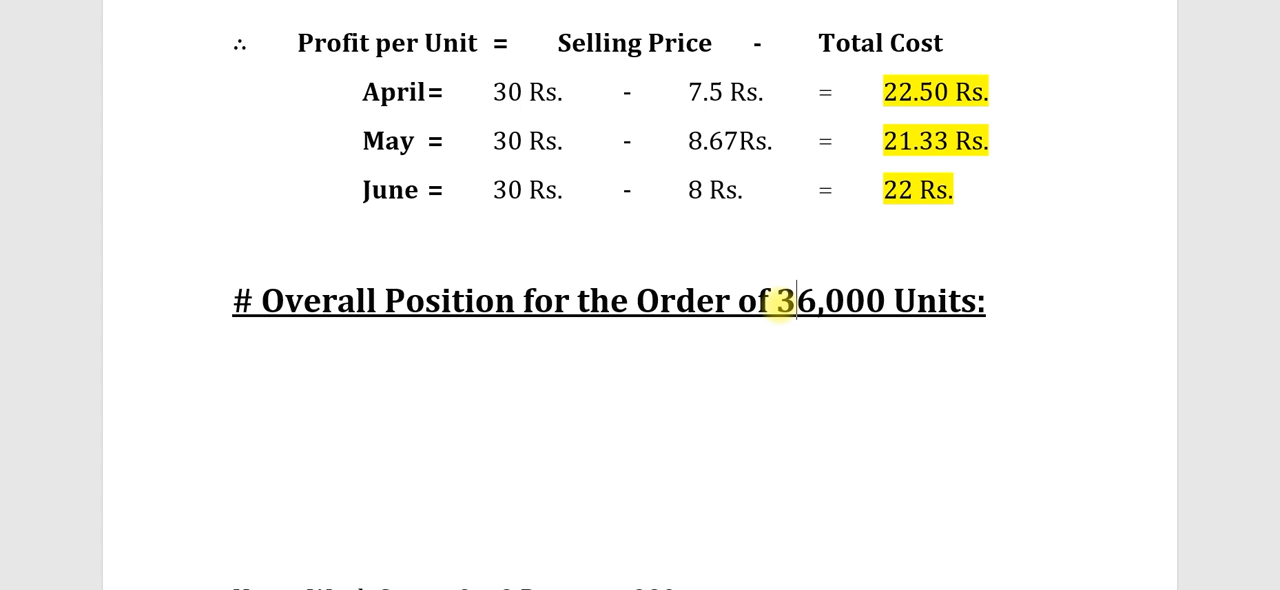 ∴ Profit per Unit = Selling Price - Total Cost
April= 30 Rs. - 7.5 Rs. = 22.50 Rs.
May = 30 Rs. - 8.67Rs. = 21.33 Rs.
June = 30 Rs. - 8 Rs. = 22 Rs.
# Overall Position for the Order of 36,000 Units: